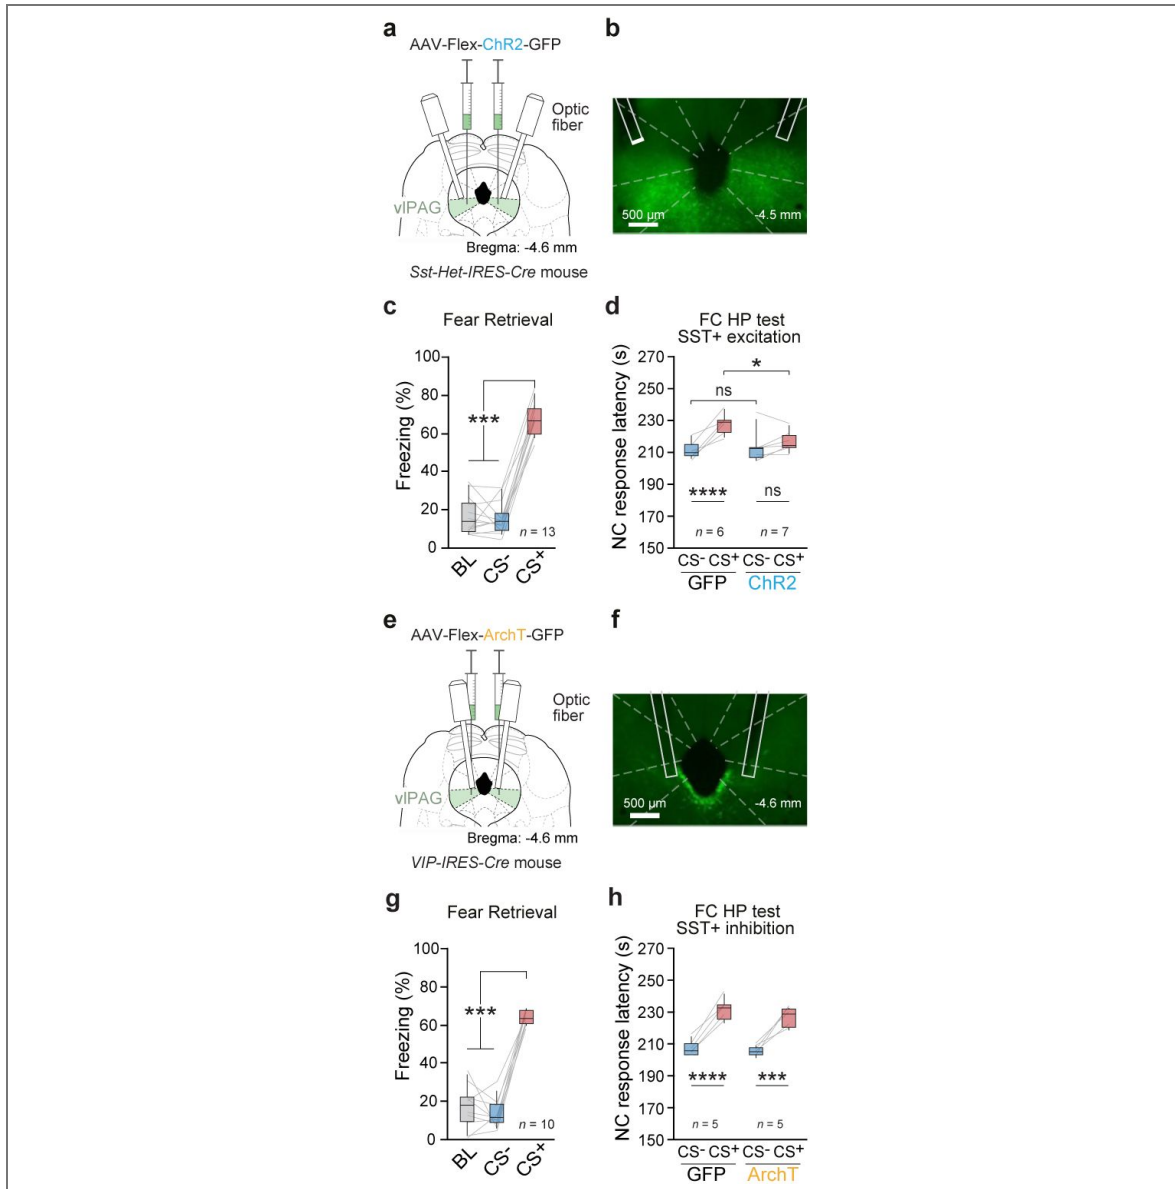 a
AAV-Flex-ChR2-GFP
Optic
fiber
vlPAG
Bregma: -4.6 mm
Sst-Het-IRES-Cre mouse
b
500 µm
-4.5 mm
c
Fear Retrieval
Freezing (%)
100
80
60
40
20
0
***
n = 13
BL
CS-
CS+
d
FC HP test
SST+ excitation
NC response latency (s)
270
250
230
210
190
170
150
*
ns
****
ns
n = 6
n = 7
CS- CS+
CS- CS+
GFP
ChR2
e
AAV-Flex-ArchT-GFP
Optic
fiber
vlPAG
Bregma: -4.6 mm
VIP-IRES-Cre mouse
f
500 µm
-4.6 mm
g
Fear Retrieval
Freezing (%)
100
80
60
40
20
0
***
n = 10
BL
CS-
CS+
h
FC HP test
SST+ inhibition
NC response latency (s)
270
250
230
210
190
170
150
****
***
n = 5
n = 5
CS- CS+
CS- CS+
GFP
ArchT